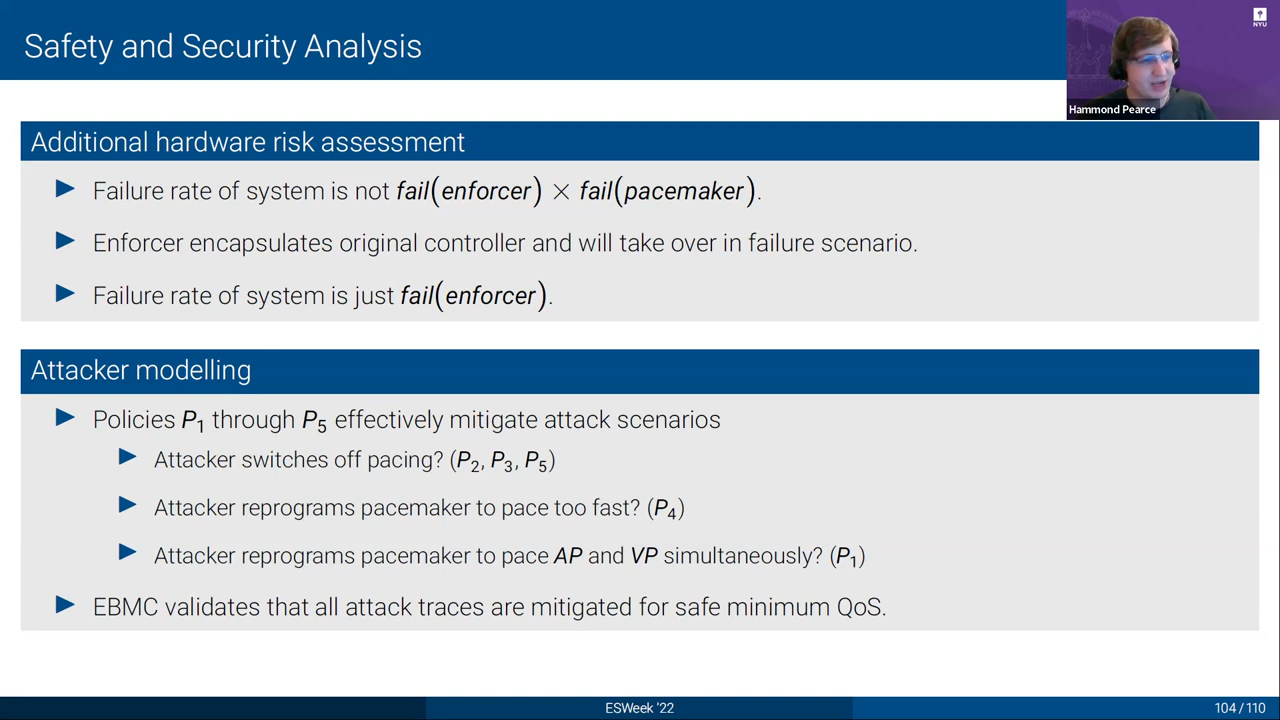 Safety and Security Analysis
NYU
Hammond Pearce
Additional hardware risk assessment
▶ Failure rate of system is not fail(enforcer) × fail(pacemaker).
▶ Enforcer encapsulates original controller and will take over in failure scenario.
▶ Failure rate of system is just fail(enforcer).
Attacker modelling
▶ Policies P₁ through P₅ effectively mitigate attack scenarios
▶ Attacker switches off pacing? (P₂, P₃, P₅)
▶ Attacker reprograms pacemaker to pace too fast? (P₄)
▶ Attacker reprograms pacemaker to pace AP and VP simultaneously? (P₁)
▶ EBMC validates that all attack traces are mitigated for safe minimum QoS.
ESWeek ’22
104 / 110